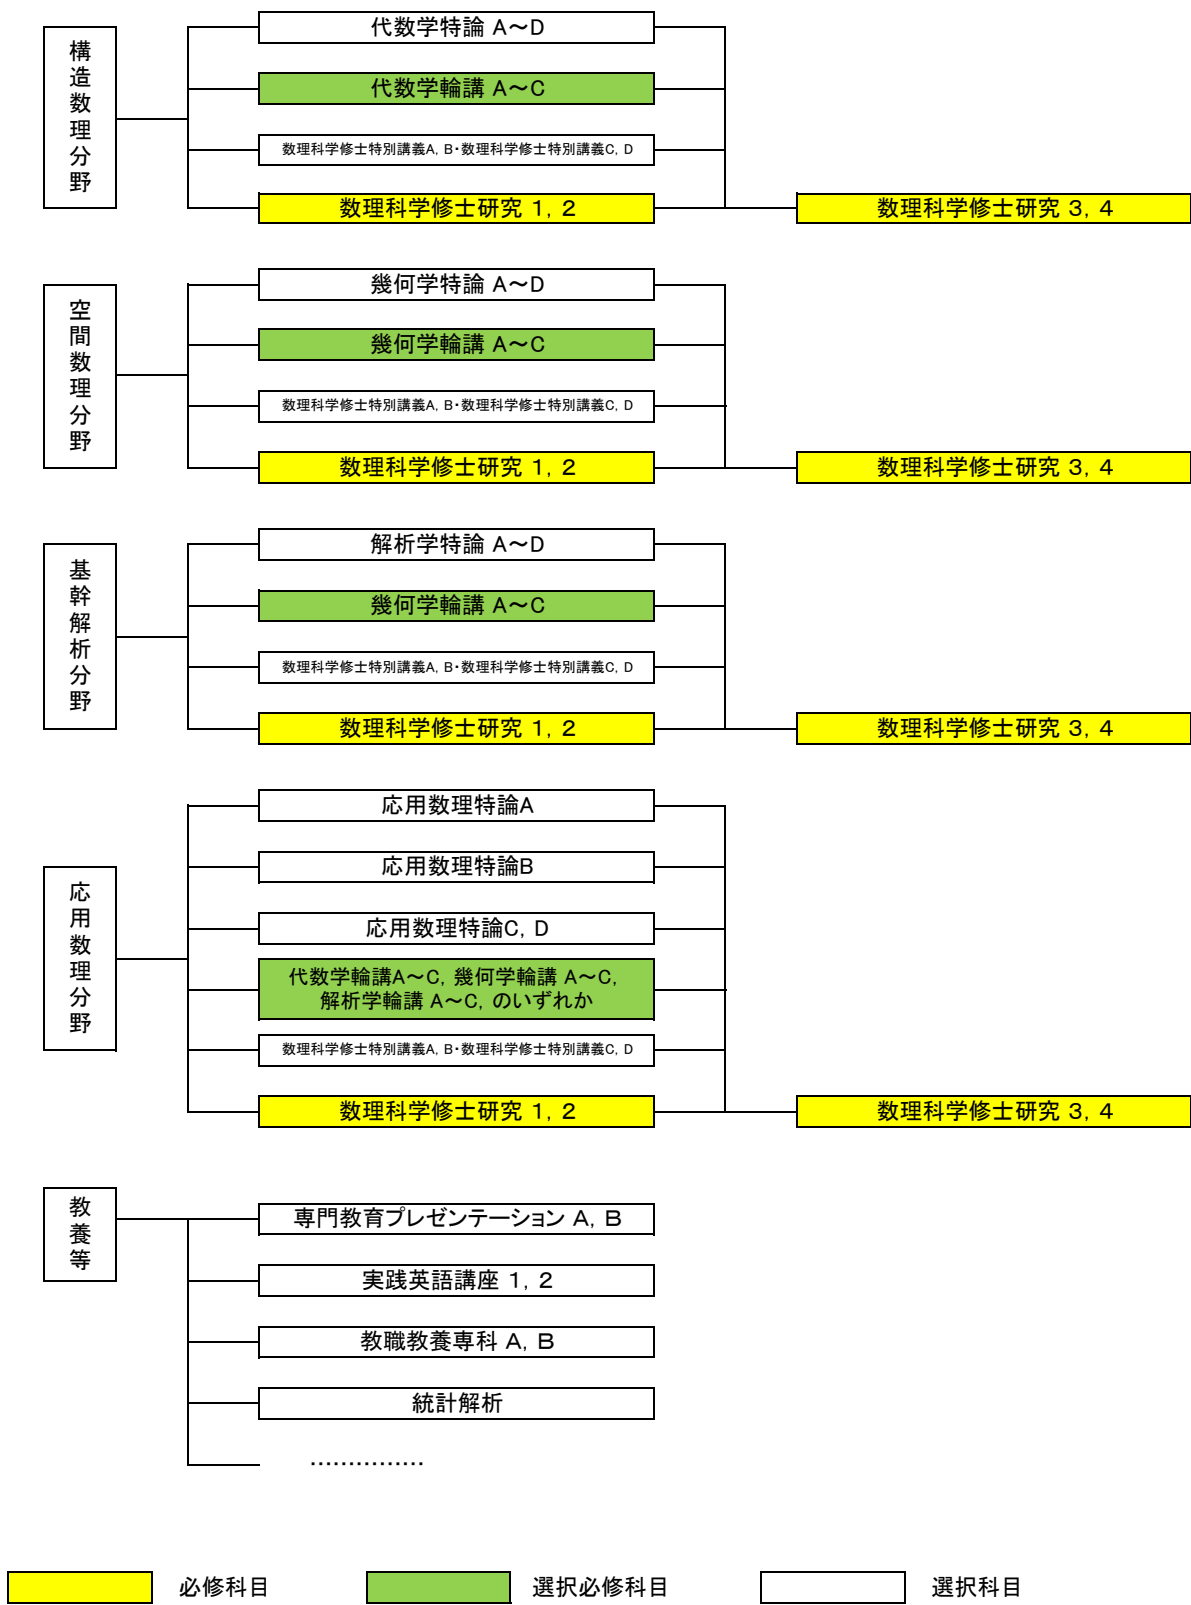 構造数理分野
代数学特論 A～D
代数学輪講 A～C
数理科学修士特別講義A, B・数理科学修士特別講義C, D
数理科学修士研究 1, 2
数理科学修士研究 3, 4
空間数理分野
幾何学特論 A～D
幾何学輪講 A～C
数理科学修士特別講義A, B・数理科学修士特別講義C, D
数理科学修士研究 1, 2
数理科学修士研究 3, 4
基幹解析分野
解析学特論 A～D
幾何学輪講 A～C
数理科学修士特別講義A, B・数理科学修士特別講義C, D
数理科学修士研究 1, 2
数理科学修士研究 3, 4
応用数理分野
応用数理特論A
応用数理特論B
応用数理特論C, D
代数学輪講A～C, 幾何学輪講 A～C,
解析学輪講 A～C, のいずれか
数理科学修士特別講義A, B・数理科学修士特別講義C, D
数理科学修士研究 1, 2
数理科学修士研究 3, 4
教養等
専門教育プレゼンテーション A, B
実践英語講座 1, 2
教職教養専科 A, B
統計解析
……………
必修科目
選択必修科目
選択科目